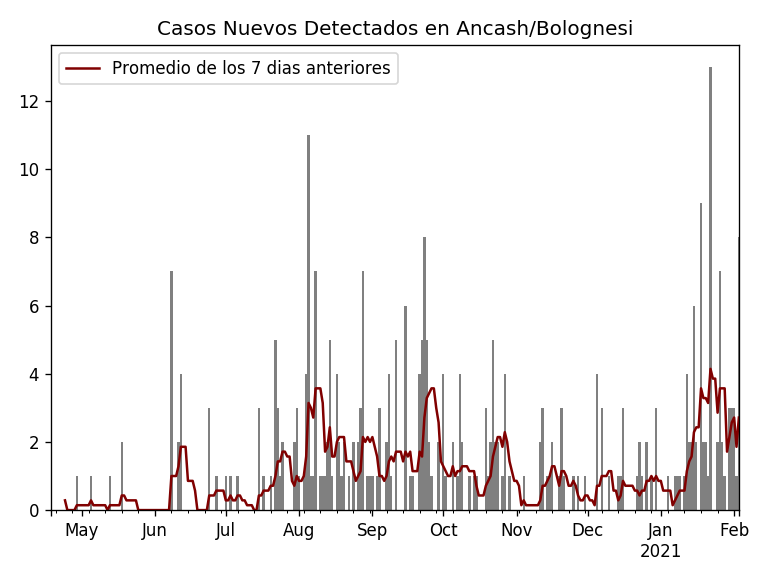 Casos Nuevos Detectados en Ancash/Bolognesi
Promedio de los 7 dias anteriores
12
10
8
6
4
2
0
May Jun Jul Aug Sep Oct Nov Dec Jan Feb
2021